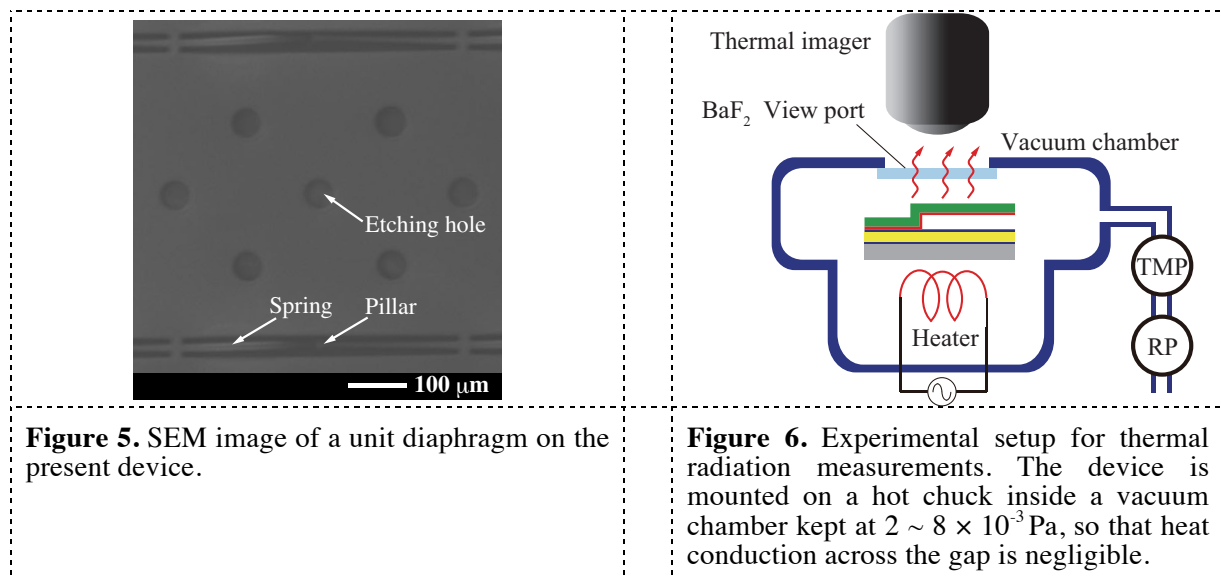 Etching hole
Spring
Pillar
100 μm
Figure 5. SEM image of a unit diaphragm on the
present device.
Thermal imager
BaF₂ View port
Vacuum chamber
Heater
TMP
RP
Figure 6. Experimental setup for thermal
radiation measurements. The device is
mounted on a hot chuck inside a vacuum
chamber kept at 2 ~ 8 × 10⁻³ Pa, so that heat
conduction across the gap is negligible.